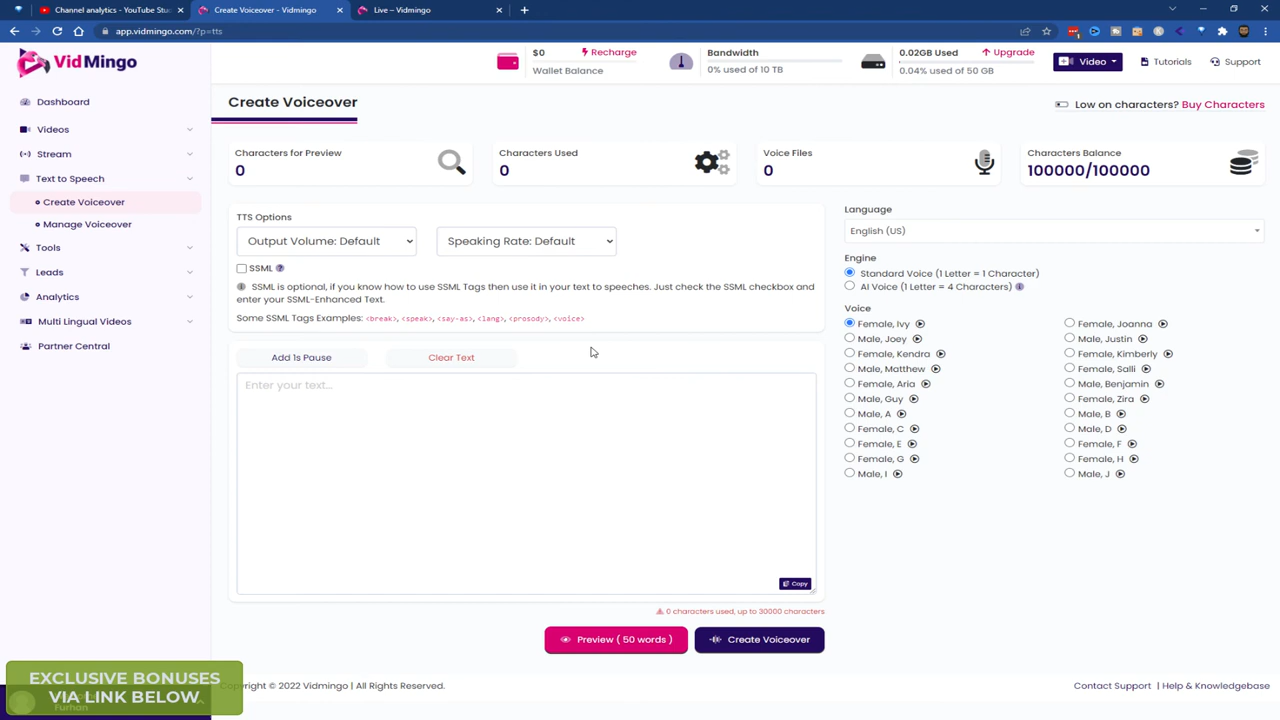 Channel analytics - YouTube Stu
Create Voiceover - Vidmingo
Live – Vidmingo
app.vidmingo.com/?p=tts
VidMingo
$0
Recharge
Wallet Balance
Bandwidth
0% used of 10 TB
0.02GB Used
Upgrade
0.04% used of 50 GB
Video
Tutorials
Support
Dashboard
Videos
Stream
Text to Speech
Create Voiceover
Manage Voiceover
Tools
Leads
Analytics
Multi Lingual Videos
Partner Central
Create Voiceover
Low on characters? Buy Characters
Characters for Preview
0
Characters Used
0
Voice Files
0
Characters Balance
100000/100000
TTS Options
Output Volume: Default
Speaking Rate: Default
SSML
SSML is optional, if you know how to use SSML Tags then use it in your text to speeches. Just check the SSML checkbox and
enter your SSML-Enhanced Text.
Some SSML Tags Examples: <break>, <speak>, <say-as>, <lang>, <prosody>, <voice>
Add 1s Pause
Clear Text
Enter your text...
Copy
0 characters used, up to 30000 characters
Preview ( 50 words )
Create Voiceover
Language
English (US)
Engine
Standard Voice (1 Letter = 1 Character)
AI Voice (1 Letter = 4 Characters)
Voice
Female, Ivy
Female, Joanna
Male, Joey
Male, Justin
Female, Kendra
Female, Kimberly
Male, Matthew
Female, Salli
Female, Aria
Male, Benjamin
Male, Guy
Female, Zira
Male, A
Male, B
Female, C
Male, D
Female, E
Female, F
Female, G
Female, H
Male, I
Male, J
EXCLUSIVE BONUSES
VIA LINK BELOW
Furhan
Copyright © 2022 Vidmingo | All Rights Reserved.
Contact Support | Help & Knowledgebase